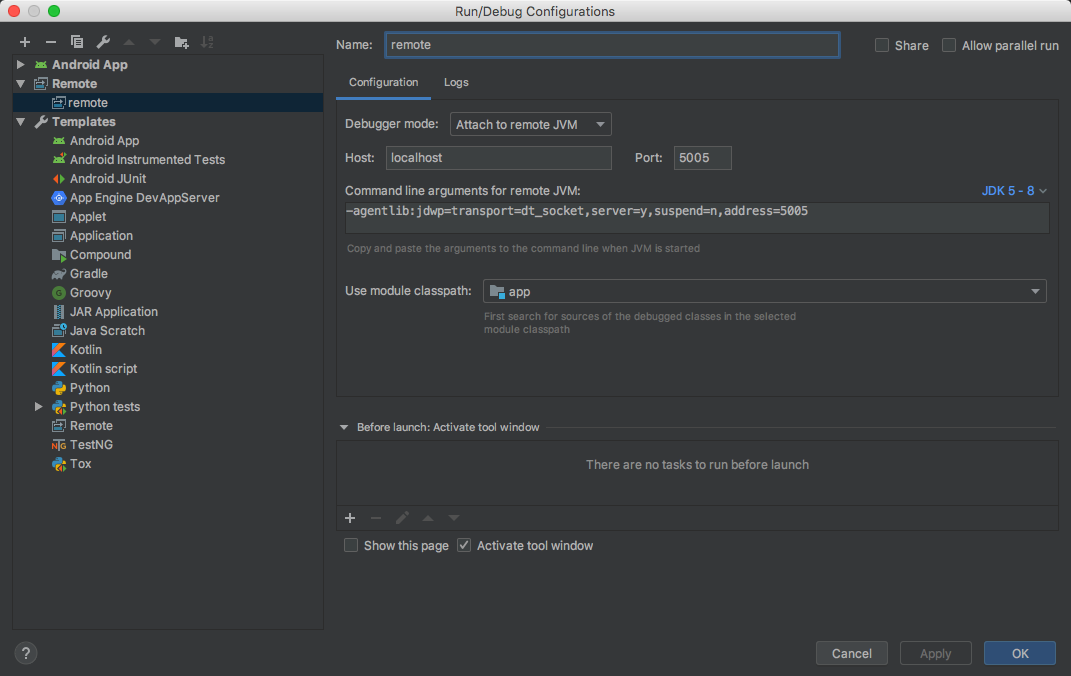 Run/Debug Configurations
Android App
Remote
remote
Templates
Android App
Android Instrumented Tests
Android JUnit
App Engine DevAppServer
Applet
Application
Compound
Gradle
Groovy
JAR Application
Java Scratch
Kotlin
Kotlin script
Python
Python tests
Remote
TestNG
Tox
Name: remote
Share
Allow parallel run
Configuration
Logs
Debugger mode: Attach to remote JVM
Host: localhost
Port: 5005
Command line arguments for remote JVM:
JDK 5 - 8
-agentlib:jdwp=transport=dt_socket,server=y,suspend=n,address=5005
Copy and paste the arguments to the command line when JVM is started
Use module classpath: app
First search for sources of the debugged classes in the selected
module classpath
Before launch: Activate tool window
There are no tasks to run before launch
Show this page
Activate tool window
?
Cancel
Apply
OK